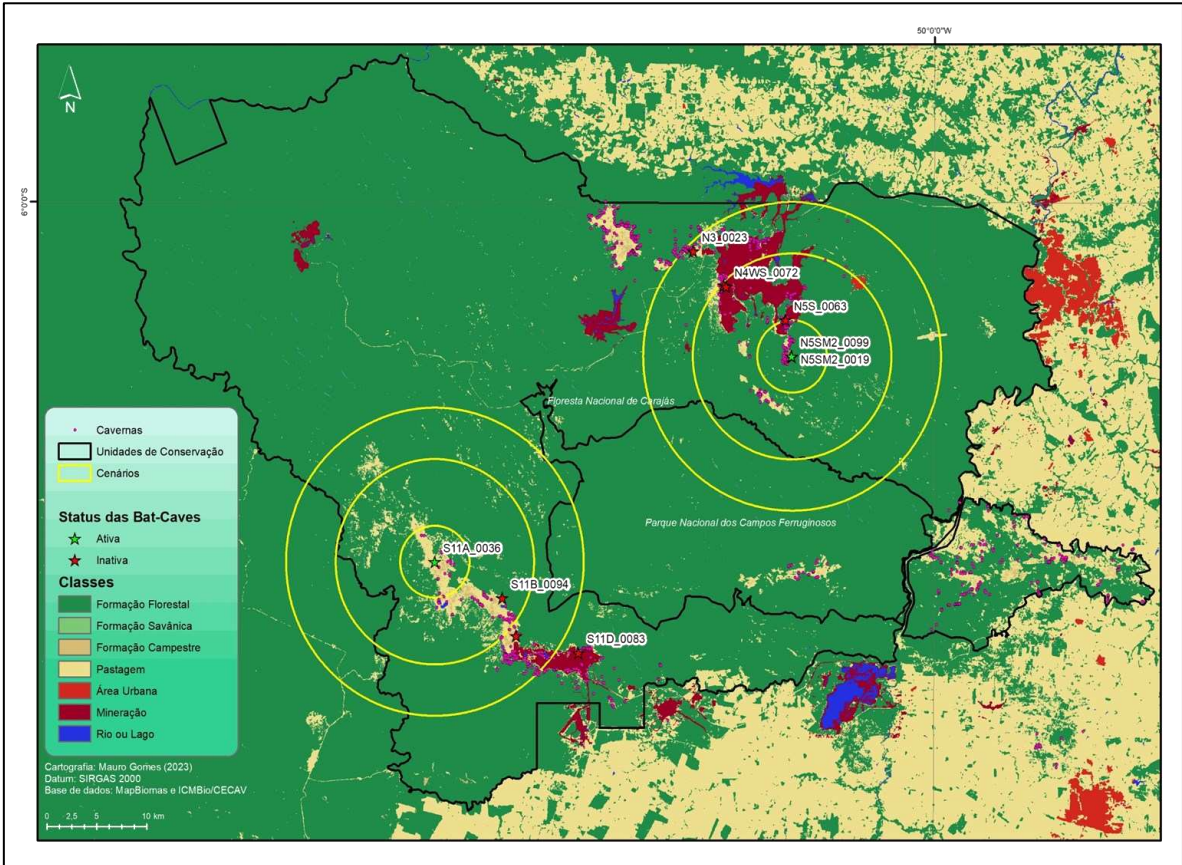 50°0'0"W
N
6°0'0"S
N3_0023
N4WS_0072
N5S_0063
N5SM2_0099
N5SM2_0019
Floresta Nacional de Carajás
Parque Nacional dos Campos Ferruginosos
S11A_0036
S11B_0094
S11D_0083
Cavernas
Unidades de Conservação
Cenários
Status das Bat-Caves
Ativa
Inativa
Classes
Formação Florestal
Formação Savânica
Formação Campestre
Pastagem
Área Urbana
Mineração
Rio ou Lago
Cartografia: Mauro Gomes (2023)
Datum: SIRGAS 2000
Base de dados: MapBiomas e ICMBio/CECAV
0 2,5 5 10 km